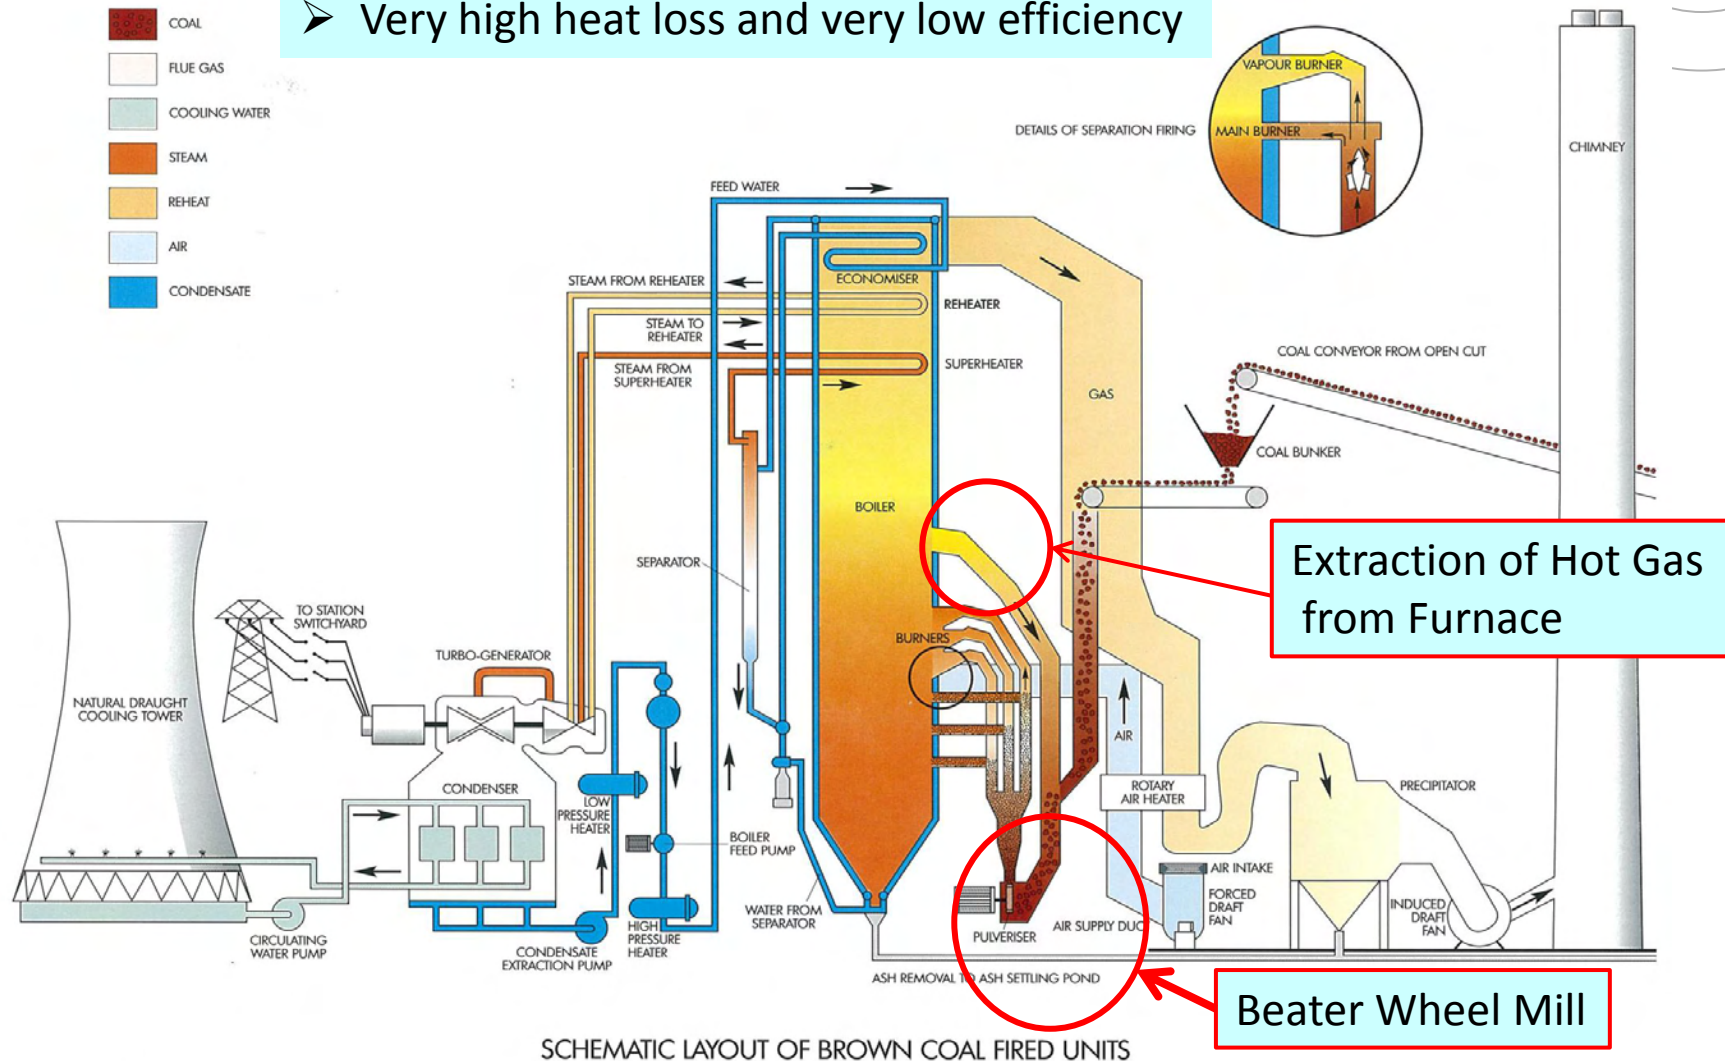 ➢ Very high heat loss and very low efficiency
COAL
FLUE GAS
COOLING WATER
STEAM
REHEAT
AIR
CONDENSATE
VAPOUR BURNER
DETAILS OF SEPARATION FIRING
MAIN BURNER
CHIMNEY
FEED WATER
STEAM FROM REHEATER
ECONOMISER
REHEATER
STEAM TO
REHEATER
STEAM FROM
SUPERHEATER
SUPERHEATER
GAS
COAL CONVEYOR FROM OPEN CUT
COAL BUNKER
BOILER
SEPARATOR
Extraction of Hot Gas
from Furnace
TO STATION
SWITCHYARD
TURBO-GENERATOR
BURNERS
NATURAL DRAUGHT
COOLING TOWER
AIR
CONDENSER
LOW
PRESSURE
HEATER
ROTARY
AIR HEATER
PRECIPITATOR
BOILER
FEED PUMP
AIR INTAKE
FORCED
DRAFT
FAN
INDUCED
DRAFT
FAN
WATER FROM
SEPARATOR
HIGH
PRESSURE
HEATER
PULVERISER
AIR SUPPLY DUC
CIRCULATING
WATER PUMP
CONDENSATE
EXTRACTION PUMP
ASH REMOVAL TO ASH SETTLING POND
Beater Wheel Mill
SCHEMATIC LAYOUT OF BROWN COAL FIRED UNITS